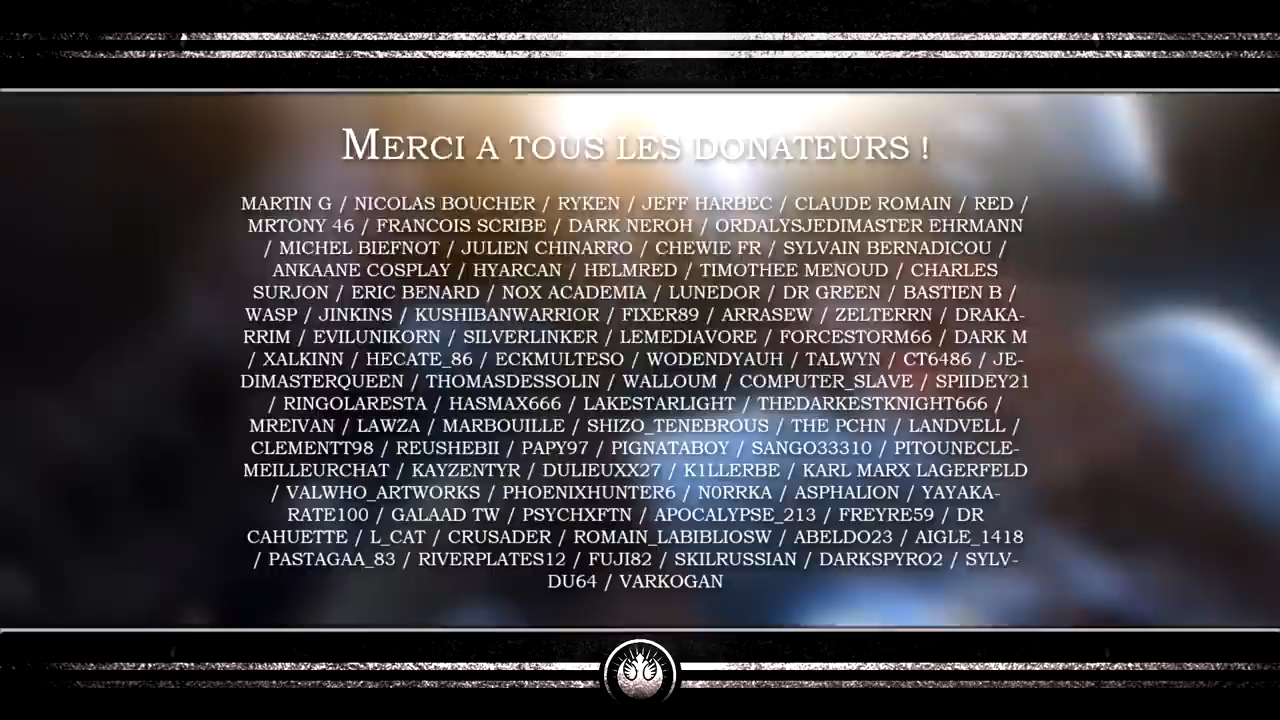 MERCI A TOUS LES DONATEURS !
MARTIN G / NICOLAS BOUCHER / RYKEN / JEFF HARBEC / CLAUDE ROMAIN / RED /
MRTONY 46 / FRANCOIS SCRIBE / DARK NEROH / ORDALYSJEDIMASTER EHRMANN
/ MICHEL BIEFNOT / JULIEN CHINARRO / CHEWIE FR / SYLVAIN BERNADICOU /
ANKAANE COSPLAY / HYARCAN / HELMRED / TIMOTHEE MENOUD / CHARLES
SURJON / ERIC BENARD / NOX ACADEMIA / LUNEDOR / DR GREEN / BASTIEN B /
WASP / JINKINS / KUSHIBANWARRIOR / FIXER89 / ARRASEW / ZELTERRN / DRAKA-
RRIM / EVILUNIKORN / SILVERLINKER / LEMEDIAVORE / FORCESTORM66 / DARK M
/ XALKINN / HECATE_86 / ECKMULTESO / WODENDYAUH / TALWYN / CT6486 / JE-
DIMASTERQUEEN / THOMASDESSOLIN / WALLOUM / COMPUTER_SLAVE / SPIIDEY21
/ RINGOLARESTA / HASMAX666 / LAKESTARLIGHT / THEDARKESTKNIGHT666 /
MREIVAN / LAWZA / MARBOUILLE / SHIZO_TENEBROUS / THE PCHN / LANDVELL /
CLEMENTT98 / REUSHEBII / PAPY97 / PIGNATABOY / SANGO33310 / PITOUNECLE-
MEILLEURCHAT / KAYZENTYR / DULIEUXX27 / K1LLERBE / KARL MARX LAGERFELD
/ VALWHO_ARTWORKS / PHOENIXHUNTER6 / N0RRKA / ASPHALION / YAYAKA-
RATE100 / GALAAD TW / PSYCHXFTN / APOCALYPSE_213 / FREYRE59 / DR
CAHUETTE / L_CAT / CRUSADER / ROMAIN_LABIBLIOSW / ABELDO23 / AIGLE_1418
/ PASTAGAA_83 / RIVERPLATES12 / FUJI82 / SKILRUSSIAN / DARKSPYRO2 / SYLV-
DU64 / VARKOGAN